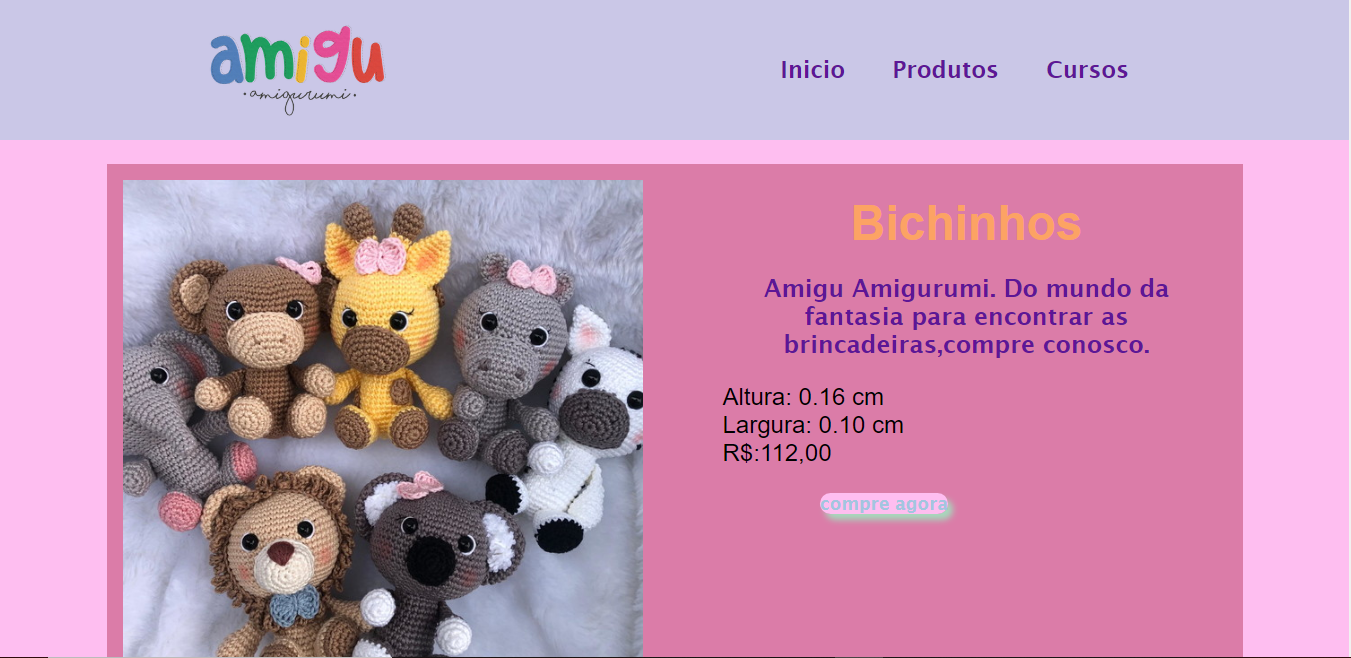 amigu
• amigurumi •
Inicio Produtos Cursos
Bichinhos
Amigu Amigurumi. Do mundo da
fantasia para encontrar as
brincadeiras,compre conosco.
Altura: 0.16 cm
Largura: 0.10 cm
R$:112,00
compre agora